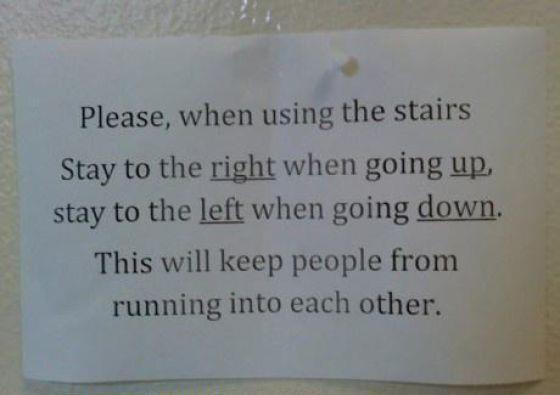 Please, when using the stairs
Stay to the right when going up,
stay to the left when going down.
This will keep people from
running into each other.